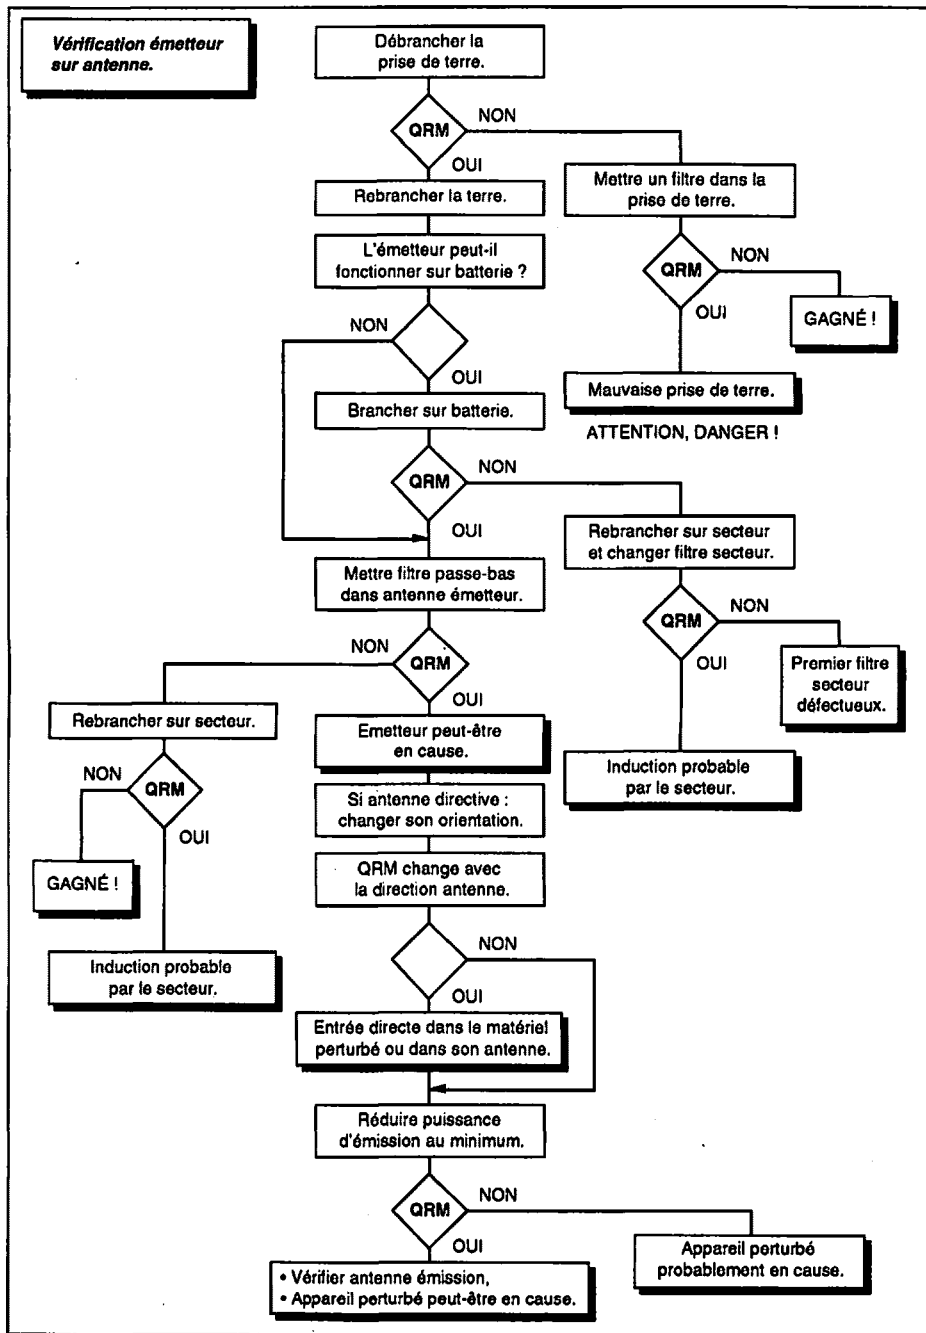 Vérification émetteur
sur antenne.
Débrancher la
prise de terre.
QRM
NON
OUI
Rebrancher la terre.
Mettre un filtre dans la
prise de terre.
L'émetteur peut-il
fonctionner sur batterie ?
QRM
NON
OUI
GAGNÉ !
NON
OUI
Mauvaise prise de terre.
ATTENTION, DANGER !
Brancher sur batterie.
QRM
NON
OUI
Rebrancher sur secteur
et changer filtre secteur.
Mettre filtre passe-bas
dans antenne émetteur.
QRM
NON
OUI
Premier filtre
secteur
défectueux.
NON
QRM
OUI
Rebrancher sur secteur.
Emetteur peut-être
en cause.
Induction probable
par le secteur.
NON
QRM
OUI
GAGNÉ !
Si antenne directive :
changer son orientation.
QRM change avec
la direction antenne.
Induction probable
par le secteur.
NON
OUI
Entrée directe dans le matériel
perturbé ou dans son antenne.
Réduire puissance
d'émission au minimum.
QRM
NON
OUI
Appareil perturbé
probablement en cause.
• Vérifier antenne émission,
• Appareil perturbé peut-être en cause.